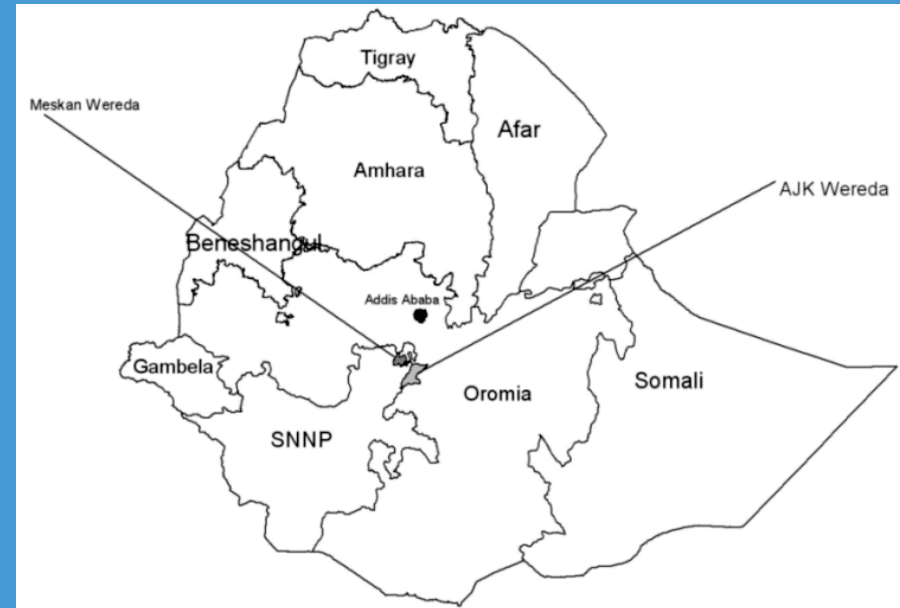 Tigray
Meskan Wereda
Afar
Amhara
AJK Wereda
Beneshangul
Addis Ababa
Gambela
Somali
Oromia
SNNP